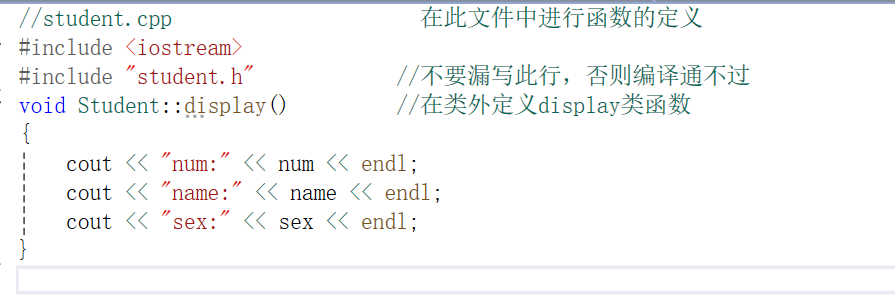 //student.cpp 在此文件中进行函数的定义
#include <iostream>
#include "student.h" //不要漏写此行，否则编译通不过
void Student::display() //在类外定义display类函数
{
cout << "num:" << num << endl;
cout << "name:" << name << endl;
cout << "sex:" << sex << endl;
}